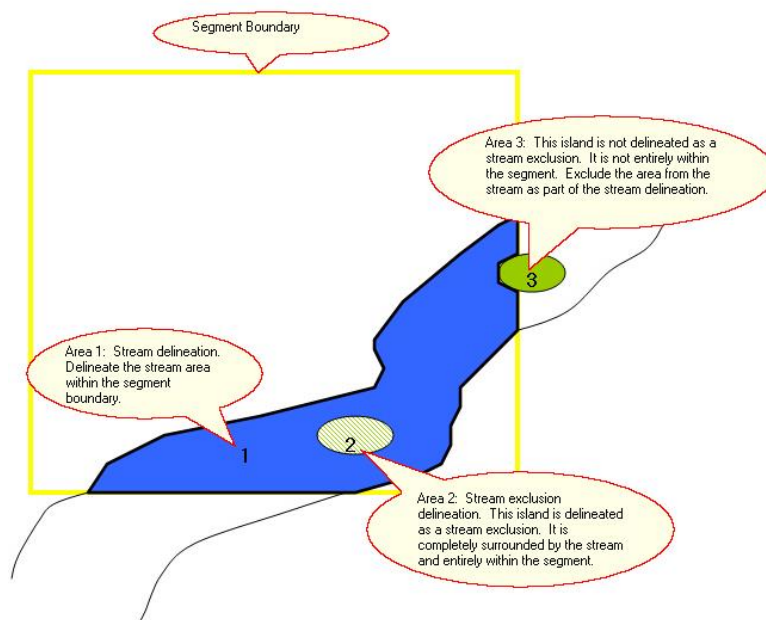 Segment Boundary
Area 3: This island is not delineated as a
stream exclusion. It is not entirely within
the segment. Exclude the area from the
stream as part of the stream delineation.
3
Area 1: Stream delineation.
Delineate the stream area
within the segment
boundary.
1
2
Area 2: Stream exclusion
delineation. This island is delineated
as a stream exclusion. It is
completely surrounded by the stream
and entirely within the segment.